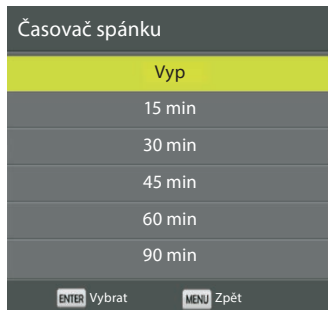 Časovač spánku
Vyp
15 min
30 min
45 min
60 min
90 min
ENTER Vybrat MENU Zpět